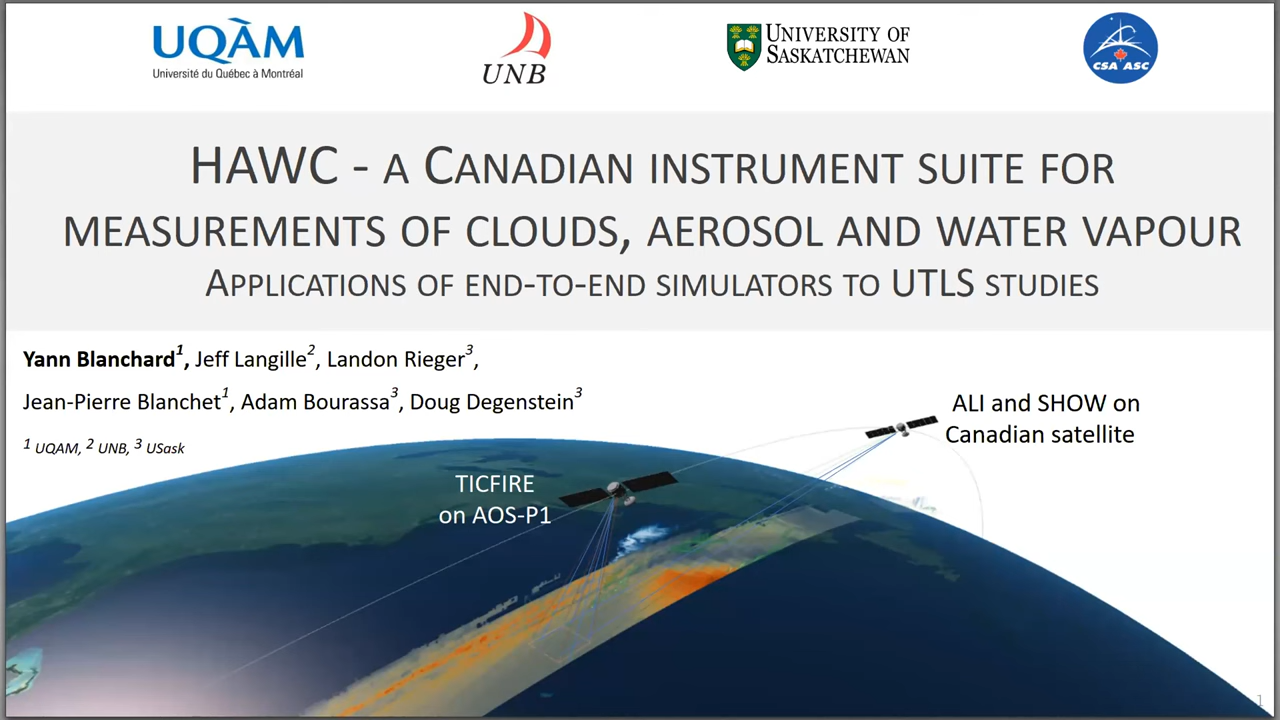 UQÀM
Université du Québec à Montréal
UNB
UNIVERSITY OF
SASKATCHEWAN
CSA ASC
HAWC - A CANADIAN INSTRUMENT SUITE FOR
MEASUREMENTS OF CLOUDS, AEROSOL AND WATER VAPOUR
APPLICATIONS OF END-TO-END SIMULATORS TO UTLS STUDIES
Yann Blanchard¹, Jeff Langille², Landon Rieger³,
Jean-Pierre Blanchet¹, Adam Bourassa³, Doug Degenstein³
¹ UQAM, ² UNB, ³ USask
ALI and SHOW on
Canadian satellite
TICFIRE
on AOS-P1
1